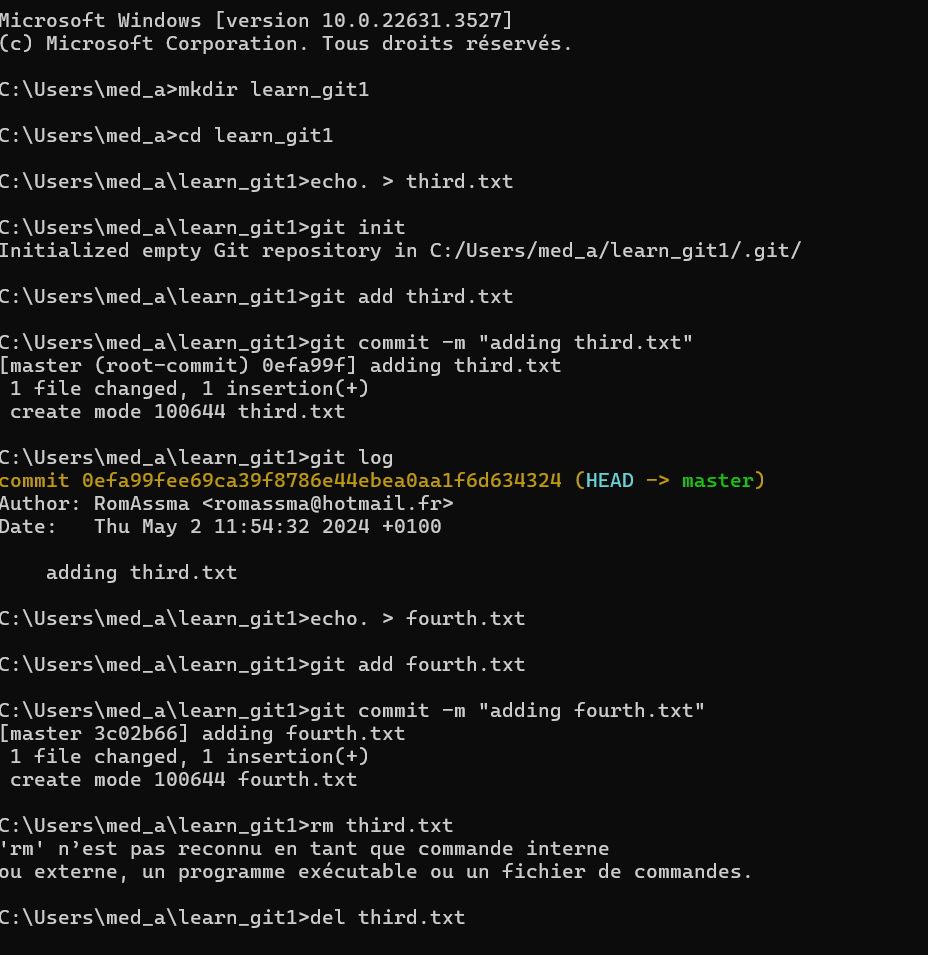 Microsoft Windows [version 10.0.22631.3527]
(c) Microsoft Corporation. Tous droits réservés.
C:\Users\med_a>mkdir learn_git1
C:\Users\med_a>cd learn_git1
C:\Users\med_a\learn_git1>echo. > third.txt
C:\Users\med_a\learn_git1>git init
Initialized empty Git repository in C:/Users/med_a/learn_git1/.git/
C:\Users\med_a\learn_git1>git add third.txt
C:\Users\med_a\learn_git1>git commit -m "adding third.txt"
[master (root-commit) 0efa99f] adding third.txt
 1 file changed, 1 insertion(+)
 create mode 100644 third.txt
C:\Users\med_a\learn_git1>git log
commit 0efa99fee69ca39f8786e44ebea0aa1f6d634324 (HEAD -> master)
Author: RomAssma <romassma@hotmail.fr>
Date:   Thu May 2 11:54:32 2024 +0100
    adding third.txt
C:\Users\med_a\learn_git1>echo. > fourth.txt
C:\Users\med_a\learn_git1>git add fourth.txt
C:\Users\med_a\learn_git1>git commit -m "adding fourth.txt"
[master 3c02b66] adding fourth.txt
 1 file changed, 1 insertion(+)
 create mode 100644 fourth.txt
C:\Users\med_a\learn_git1>rm third.txt
'rm' n’est pas reconnu en tant que commande interne
ou externe, un programme exécutable ou un fichier de commandes.
C:\Users\med_a\learn_git1>del third.txt